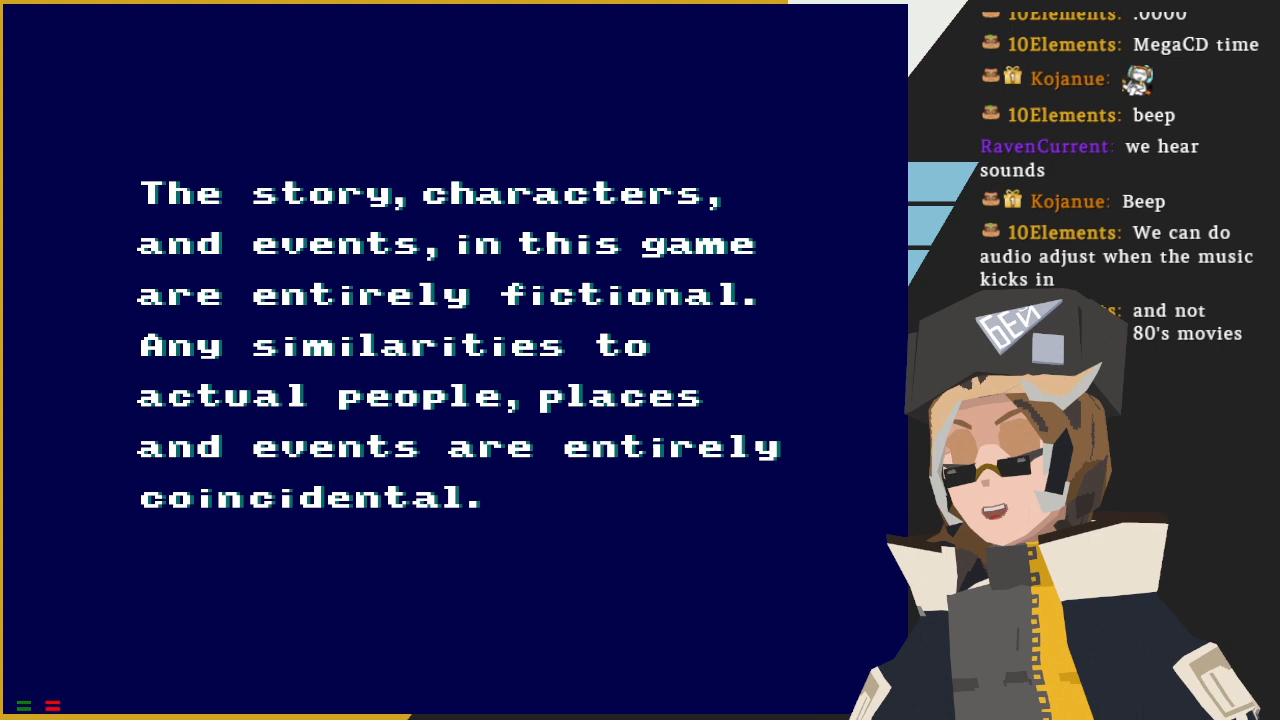 The story, characters,
and events, in this game
are entirely fictional.
Any similarities to
actual people, places
and events are entirely
coincidental.
10Elements: .oooo
10Elements: MegaCD time
Kojanue:
10Elements: beep
RavenCurrent: we hear
sounds
Kojanue: Beep
10Elements: We can do
audio adjust when the music
kicks in
s: and not
80's movies